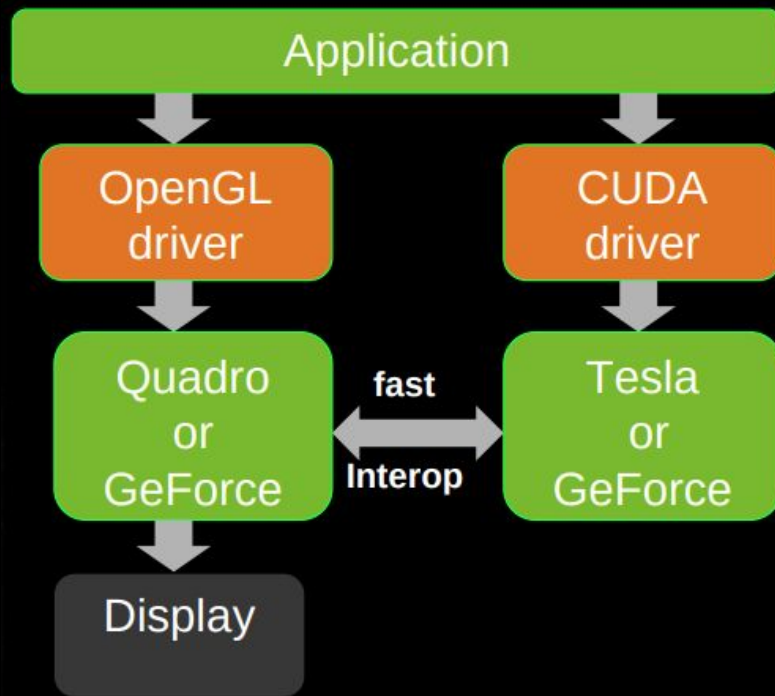 Application
OpenGL
driver
CUDA
driver
Quadro
or
GeForce
fast
Interop
Tesla
or
GeForce
Display